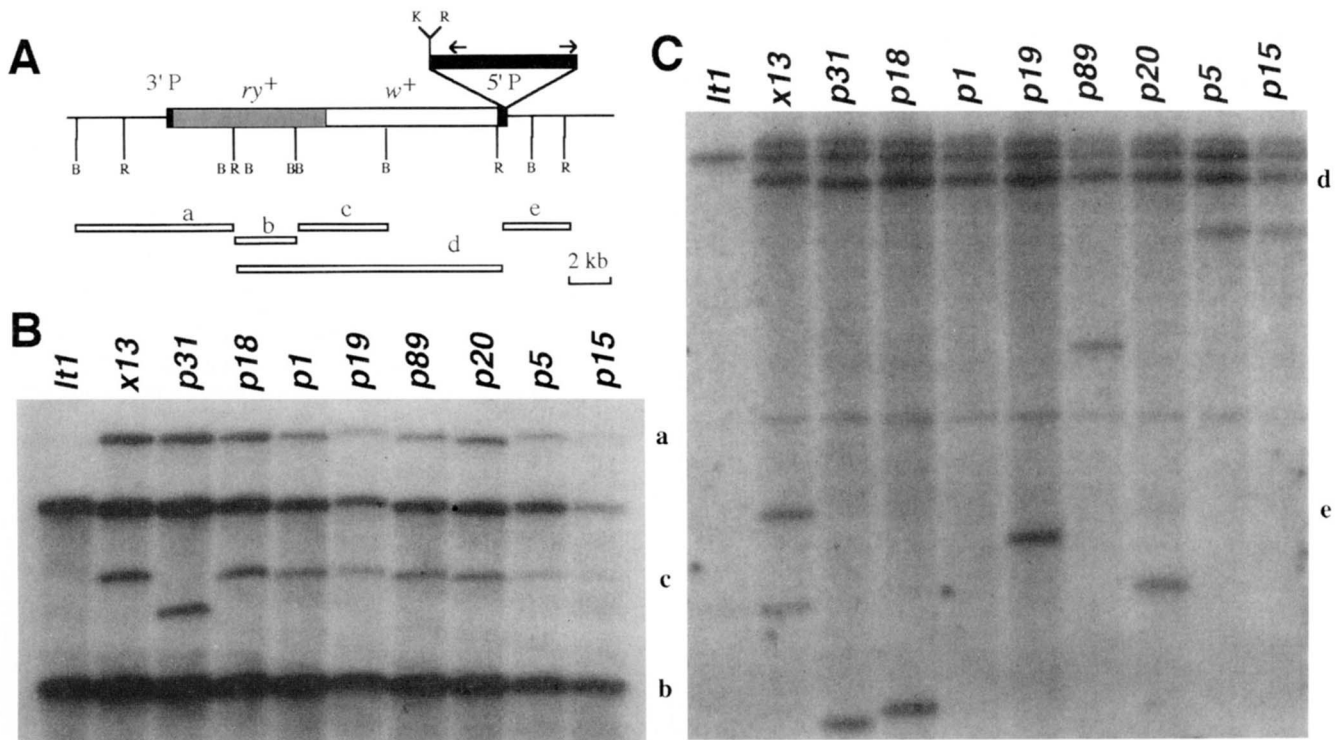 A
K R
3' P ry+ w+ 5' P
B R B R B BB B R B R
a
b
c
d
e
2 kb
B
lt1 x13 p31 p18 p1 p19 p89 p20 p5 p15
a
c
b
C
lt1 x13 p31 p18 p1 p19 p89 p20 p5 p15
d
e